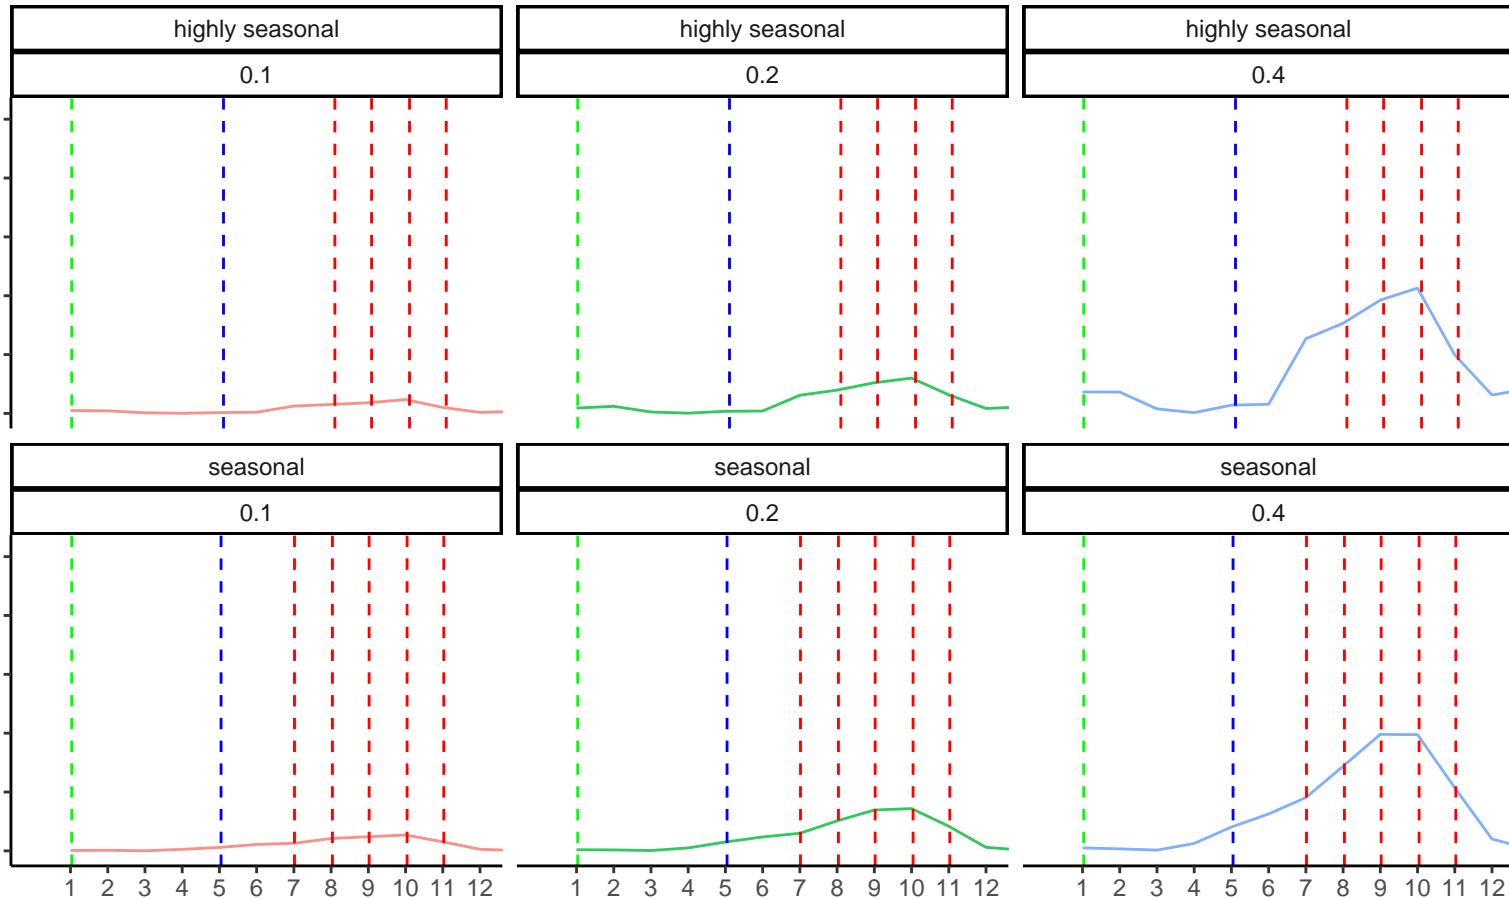 highly seasonal highly seasonal highly seasonal
0.1 0.2 0.4
seasonal seasonal seasonal
0.1 0.2 0.4
1 2 3 4 5 6 7 8 9 10 11 12 1 2 3 4 5 6 7 8 9 10 11 12 1 2 3 4 5 6 7 8 9 10 11 12